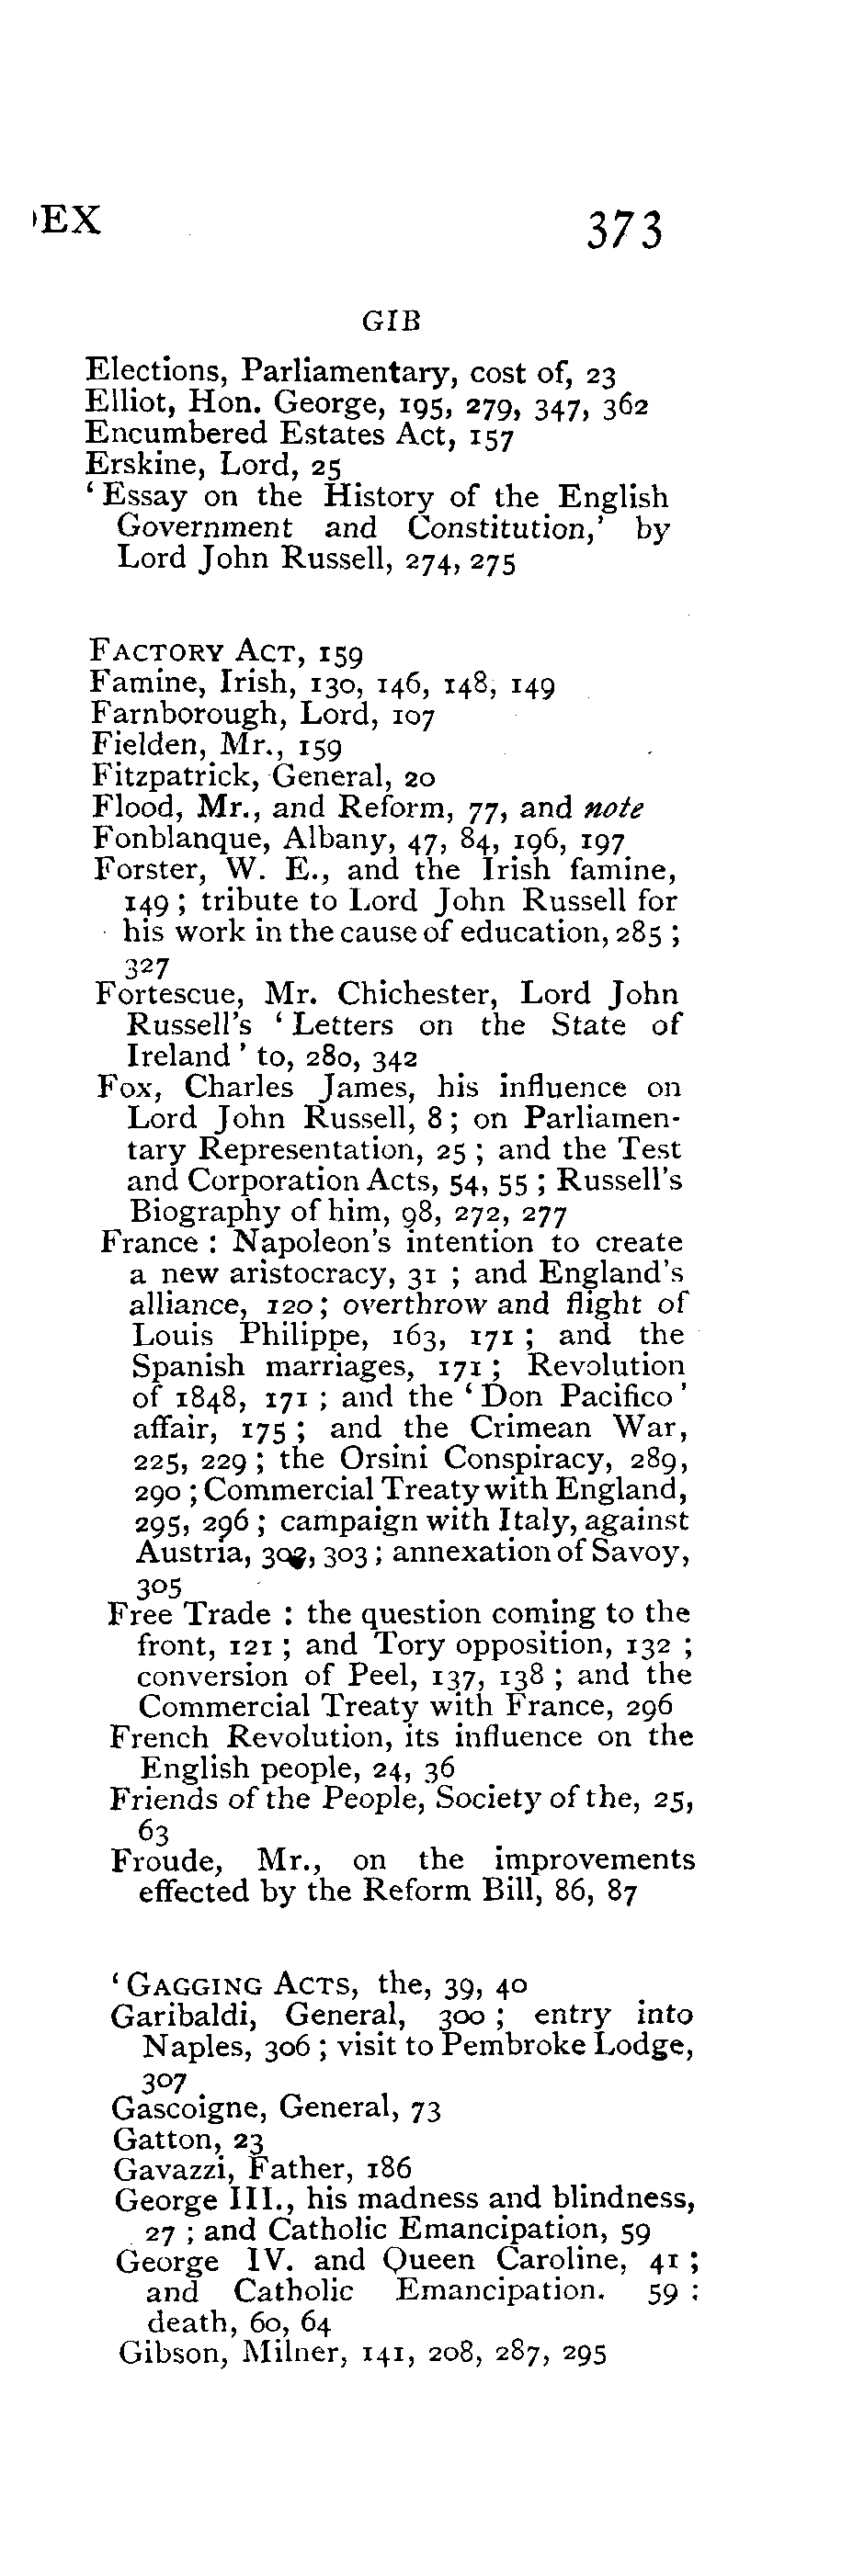 EX 373
GIB
Elections, Parliamentary, cost of, 23
Elliot, Hon. George, 195, 279, 347, 362
Encumbered Estates Act, 157
Erskine, Lord, 25
‘ Essay on the History of the English
Government and Constitution,’ by
Lord John Russell, 274, 275
FACTORY ACT, 159
Famine, Irish, 130, 146, 148, 149
Farnborough, Lord, 107
Fielden, Mr., 159
Fitzpatrick, General, 20
Flood, Mr., and Reform, 77, and note
Fonblanque, Albany, 47, 84, 196, 197
Forster, W. E., and the Irish famine,
149 ; tribute to Lord John Russell for
his work in the cause of education, 285 ;
327
Fortescue, Mr. Chichester, Lord John
Russell’s ‘ Letters on the State of
Ireland ’ to, 280, 342
Fox, Charles James, his influence on
Lord John Russell, 8 ; on Parliamen-
tary Representation, 25 ; and the Test
and Corporation Acts, 54, 55 ; Russell’s
Biography of him, 98, 272, 277
France : Napoleon’s intention to create
a new aristocracy, 31 ; and England’s
alliance, 120 ; overthrow and flight of
Louis Philippe, 163, 171 ; and the
Spanish marriages, 171 ; Revolution
of 1848, 171 ; and the ‘ Don Pacifico ’
affair, 175 ; and the Crimean War,
225, 229 ; the Orsini Conspiracy, 289,
290 ; Commercial Treaty with England,
295, 296 ; campaign with Italy, against
Austria, 303 ; annexation of Savoy,
305
Free Trade : the question coming to the
front, 121 ; and Tory opposition, 132 ;
conversion of Peel, 137, 138 ; and the
Commercial Treaty with France, 296
French Revolution, its influence on the
English people, 24, 36
Friends of the People, Society of the, 25,
63
Froude, Mr., on the improvements
effected by the Reform Bill, 86, 87
‘ GAGGING ACTS, the, 39, 40
Garibaldi, General, 300 ; entry into
Naples, 306 ; visit to Pembroke Lodge,
307
Gascoigne, General, 73
Gatton, 23
Gavazzi, Father, 186
George III., his madness and blindness,
27 ; and Catholic Emancipation, 59
George IV. and Queen Caroline, 41 ;
and Catholic Emancipation. 59 :
death, 60, 64
Gibson, Milner, 141, 208, 287, 295